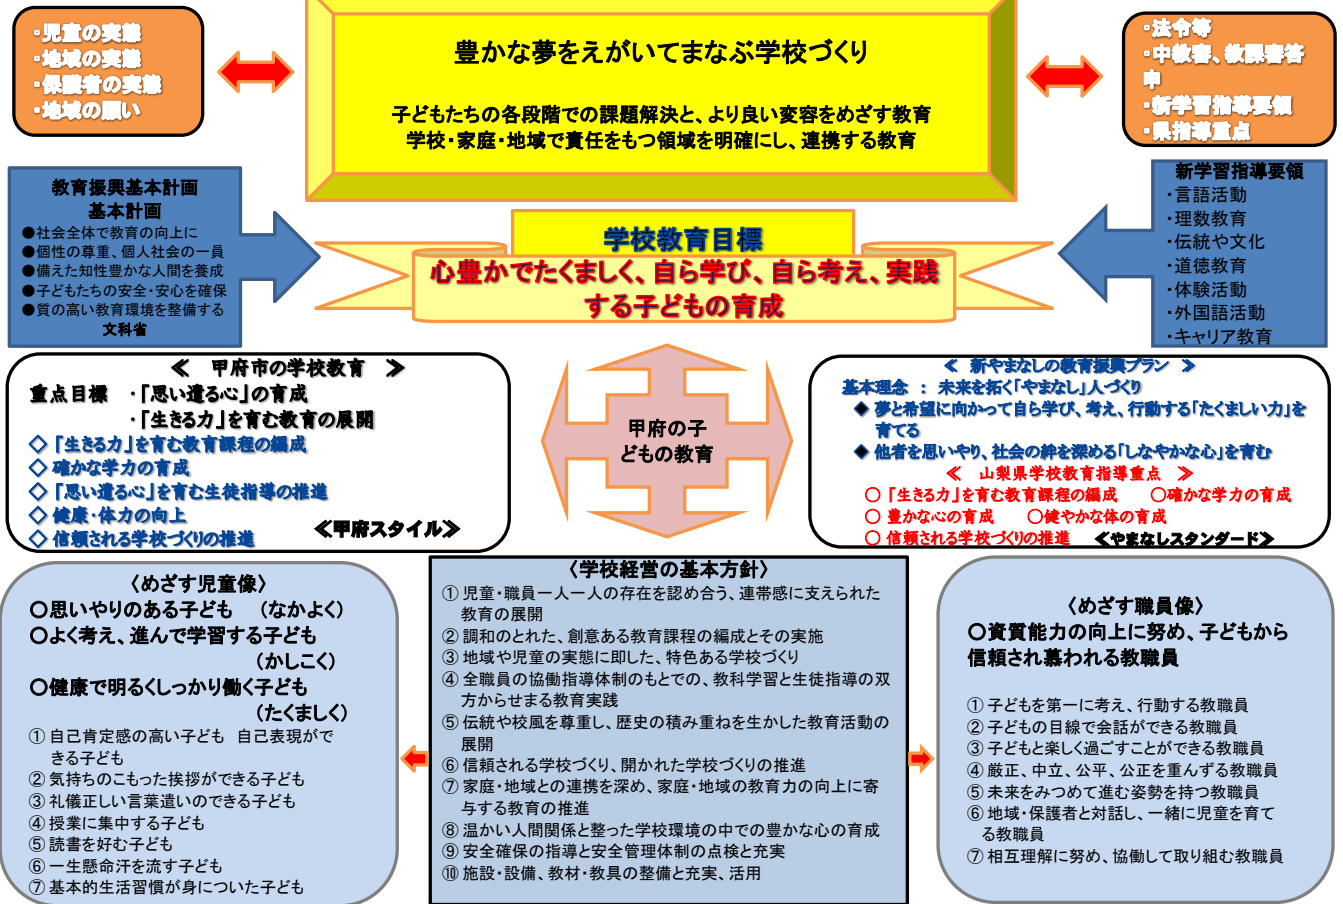 ・児童の実態
・地域の実態
・保護者の実態
・地域の願い
豊かな夢をえがいてまなぶ学校づくり
子どもたちの各段階での課題解決と、より良い変容をめざす教育
学校・家庭・地域で責任をもつ領域を明確にし、連携する教育
・法令等
・中教審、教課審答
申
・新学習指導要領
・県指導重点
教育振興基本計画
基本計画
●社会全体で教育の向上に
●個性の尊重、個人社会の一員
●備えた知性豊かな人間を養成
●子どもたちの安全・安心を確保
●質の高い教育環境を整備する
文科省
学校教育目標
心豊かでたくましく、自ら学び、自ら考え、実践
する子どもの育成
新学習指導要領
・言語活動
・理数教育
・伝統や文化
・道徳教育
・体験活動
・外国語活動
・キャリア教育
≪ 甲府市の学校教育 ≫
重点目標 ・「思い遣る心」の育成
・「生きる力」を育む教育の展開
◇「生きる力」を育む教育課程の編成
◇確かな学力の育成
◇「思い遣る心」を育む生徒指導の推進
◇健康・体力の向上
◇信頼される学校づくりの推進
≪甲府スタイル≫
甲府の子
どもの教育
≪ 新やまなしの教育振興プラン ≫
基本理念 : 未来を拓く「やまなし」人づくり
◆ 夢と希望に向かって自ら学び、考え、行動する「たくましい力」を
育てる
◆ 他者を思いやり、社会の絆を深める「しなやかな心」を育む
≪ 山梨県学校教育指導重点 ≫
○「生きる力」を育む教育課程の編成 ○確かな学力の育成
○ 豊かな心の育成 ○健やかな体の育成
○ 信頼される学校づくりの推進 ≪やまなしスタンダード≫
〈めざす児童像〉
○思いやりのある子ども (なかよく)
○よく考え、進んで学習する子ども
(かしこく)
○健康で明るくしっかり働く子ども
(たくましく)
① 自己肯定感の高い子ども 自己表現がで
きる子ども
② 気持ちのこもった挨拶ができる子ども
③ 礼儀正しい言葉遣いのできる子ども
④ 授業に集中する子ども
⑤ 読書を好む子ども
⑥ 一生懸命汗を流す子ども
⑦ 基本的生活習慣が身についた子ども
〈学校経営の基本方針〉
① 児童・職員一人一人の存在を認め合う、連帯感に支えられた
教育の展開
② 調和のとれた、創意ある教育課程の編成とその実施
③ 地域や児童の実態に即した、特色ある学校づくり
④ 全職員の協働指導体制のもとでの、教科学習と生徒指導の双
方からせまる教育実践
⑤ 伝統や校風を尊重し、歴史の積み重ねを生かした教育活動の
展開
⑥ 信頼される学校づくり、開かれた学校づくりの推進
⑦ 家庭・地域との連携を深め、家庭・地域の教育力の向上に寄
与する教育の推進
⑧ 温かい人間関係と整った学校環境の中での豊かな心の育成
⑨ 安全確保の指導と安全管理体制の点検と充実
⑩ 施設・設備、教材・教具の整備と充実、活用
〈めざす職員像〉
○資質能力の向上に努め、子どもから
信頼され慕われる教職員
① 子どもを第一に考え、行動する教職員
② 子どもの目線で会話ができる教職員
③ 子どもと楽しく過ごすことができる教職員
④ 厳正、中立、公平、公正を重んずる教職員
⑤ 未来をみつめて進む姿勢を持つ教職員
⑥ 地域・保護者と対話し、一緒に児童を育て
る教職員
⑦ 相互理解に努め、協働して取り組む教職員